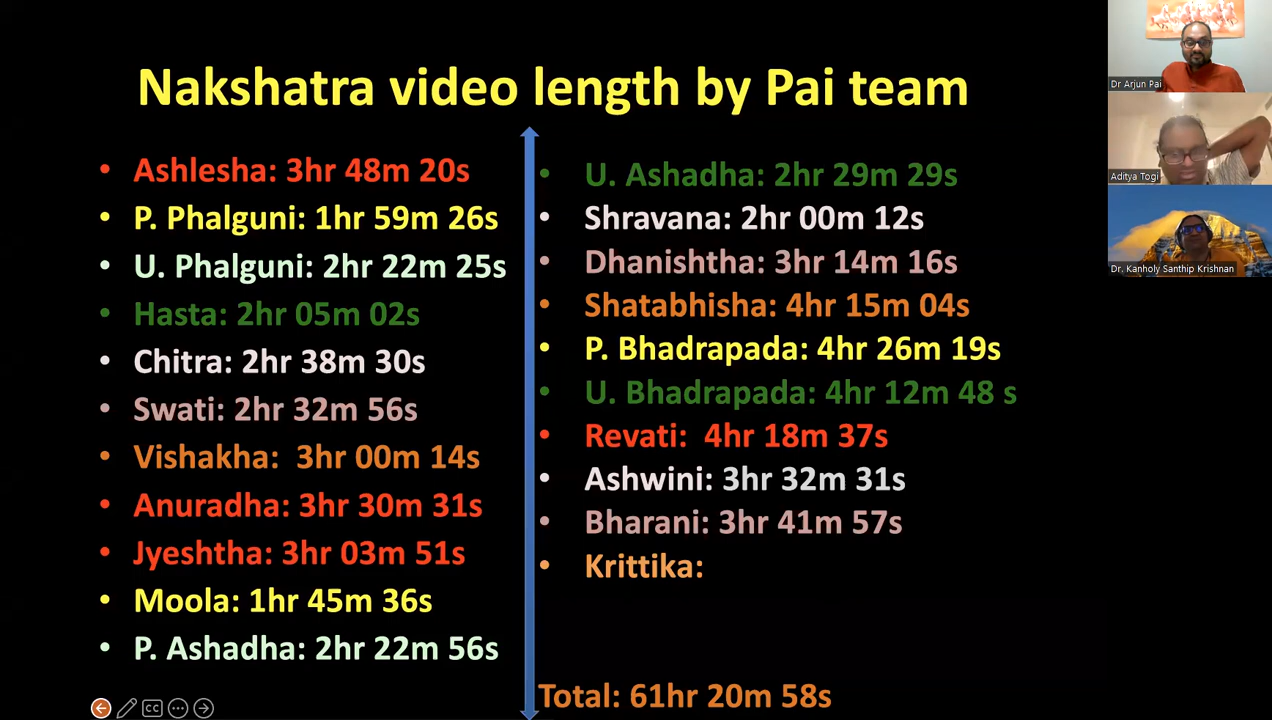 Nakshatra video length by Pai team
• Ashlesha: 3hr 48m 20s
• P. Phalguni: 1hr 59m 26s
• U. Phalguni: 2hr 22m 25s
• Hasta: 2hr 05m 02s
• Chitra: 2hr 38m 30s
• Swati: 2hr 32m 56s
• Vishakha:  3hr 00m 14s
• Anuradha: 3hr 30m 31s
• Jyeshtha: 3hr 03m 51s
• Moola: 1hr 45m 36s
• P. Ashadha: 2hr 22m 56s
• U. Ashadha: 2hr 29m 29s
• Shravana: 2hr 00m 12s
• Dhanishtha: 3hr 14m 16s
• Shatabhisha: 4hr 15m 04s
• P. Bhadrapada: 4hr 26m 19s
• U. Bhadrapada: 4hr 12m 48 s
• Revati:  4hr 18m 37s
• Ashwini: 3hr 32m 31s
• Bharani: 3hr 41m 57s
• Krittika:
Total: 61hr 20m 58s
CC
Dr Arjun Pai
Aditya Togi
Dr. Kanholy Santhip Krishnan